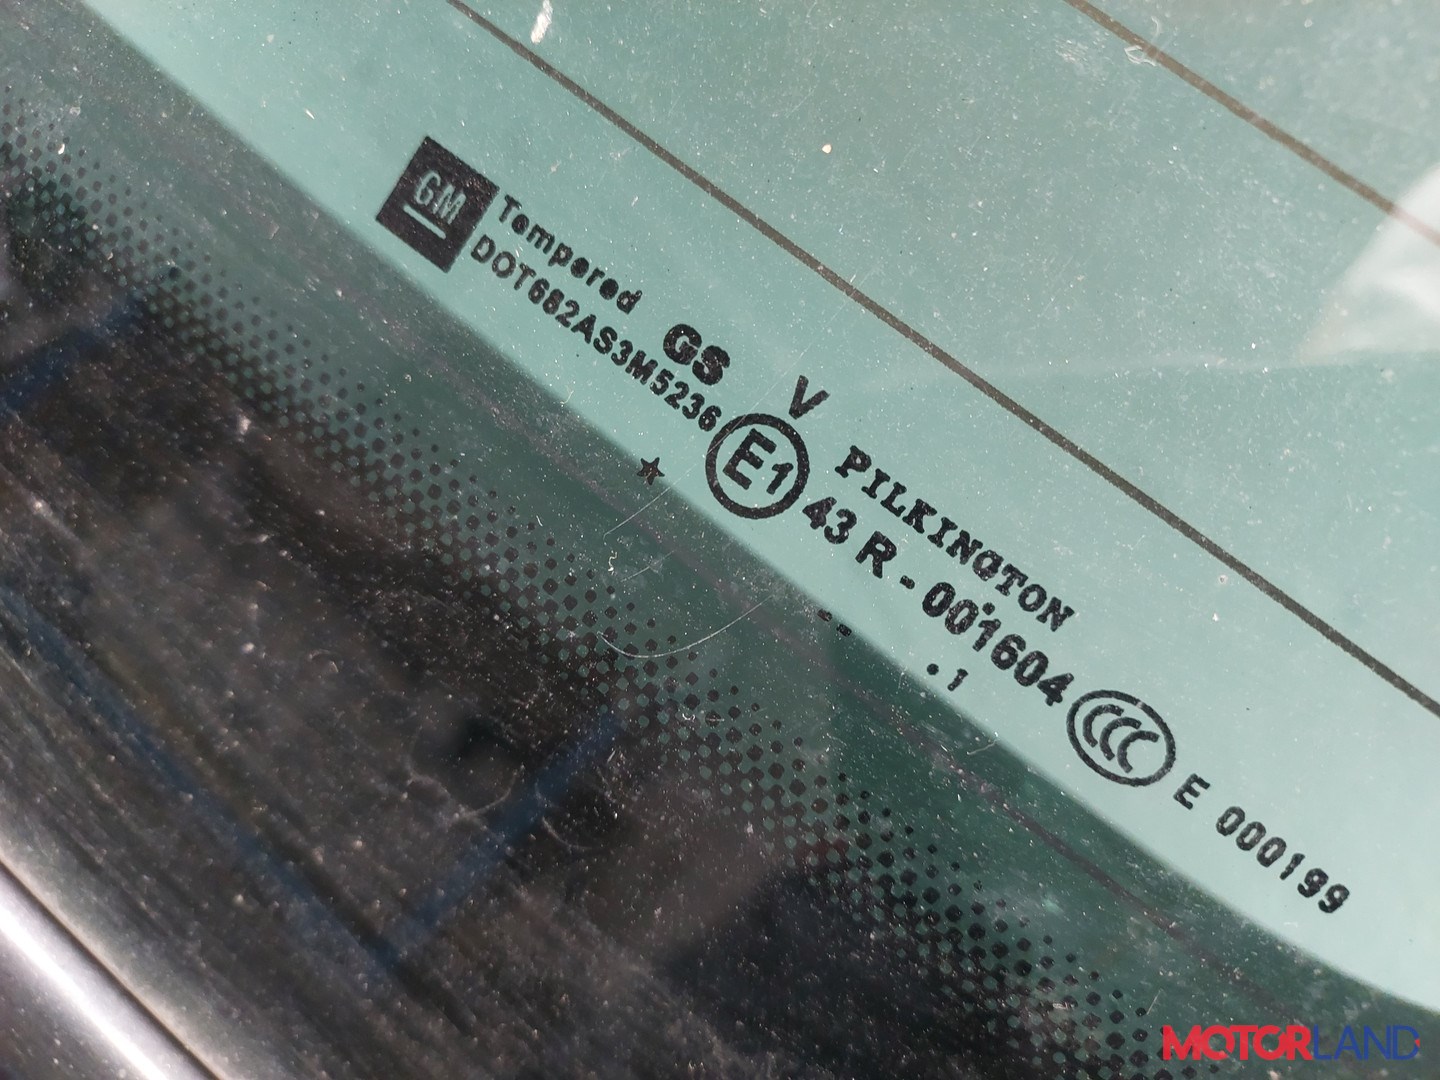 GM
Tempered
DOT682AS3M5236
GS
V
E1
PILKINGTON
43 R - 001604
.. ..
. 1
CCC
E 000199
MOTORLAND